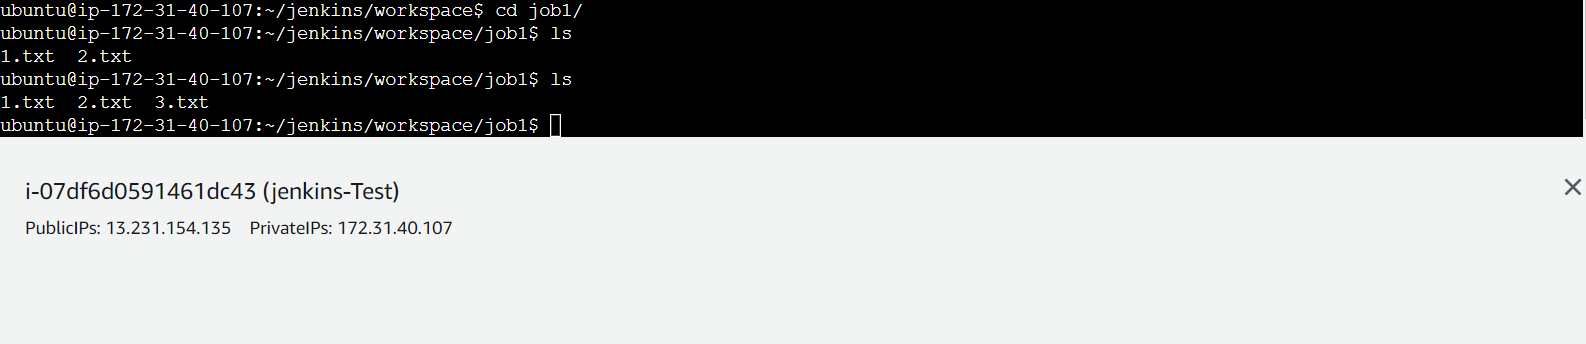 ubuntu@ip-172-31-40-107:~/jenkins/workspace$ cd job1/
ubuntu@ip-172-31-40-107:~/jenkins/workspace/job1$ ls
1.txt  2.txt
ubuntu@ip-172-31-40-107:~/jenkins/workspace/job1$ ls
1.txt  2.txt  3.txt
ubuntu@ip-172-31-40-107:~/jenkins/workspace/job1$
i-07df6d0591461dc43 (jenkins-Test)
PublicIPs: 13.231.154.135    PrivateIPs: 172.31.40.107